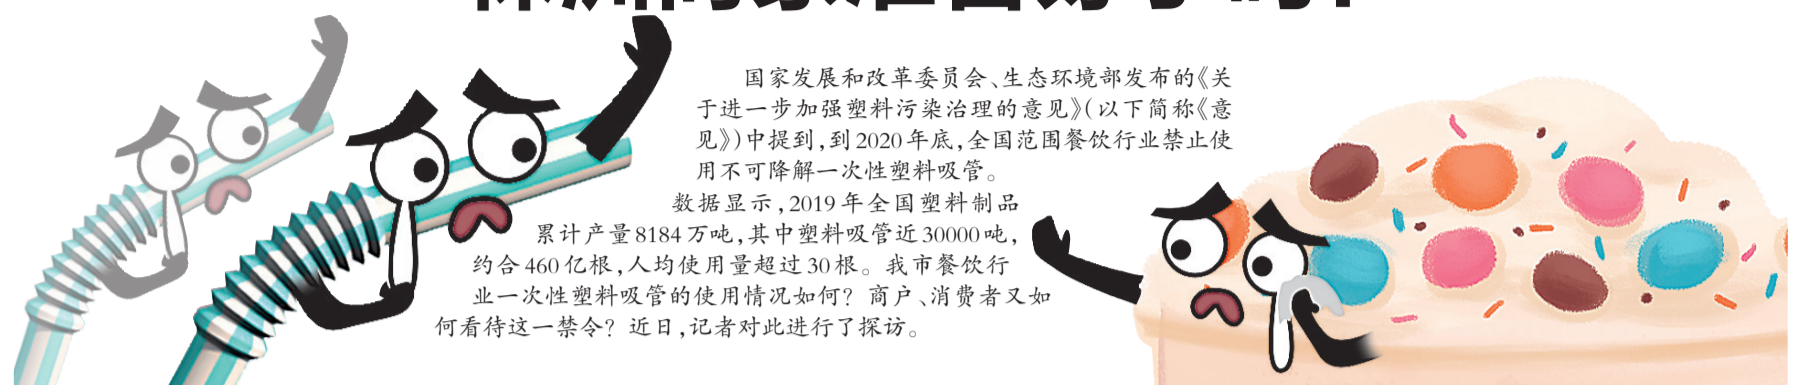 国家发展和改革委员会、生态环境部发布的《关
于进一步加强塑料污染治理的意见》(以下简称《意
见》)中提到,到2020年底,全国范围餐饮行业禁止使
用不可降解一次性塑料吸管。
数据显示,2019年全国塑料制品
累计产量8184万吨,其中塑料吸管近30000吨,
约合460亿根,人均使用量超过30根。我市餐饮行
业一次性塑料吸管的使用情况如何?商户、消费者又如
何看待这一禁令?近日,记者对此进行了探访。